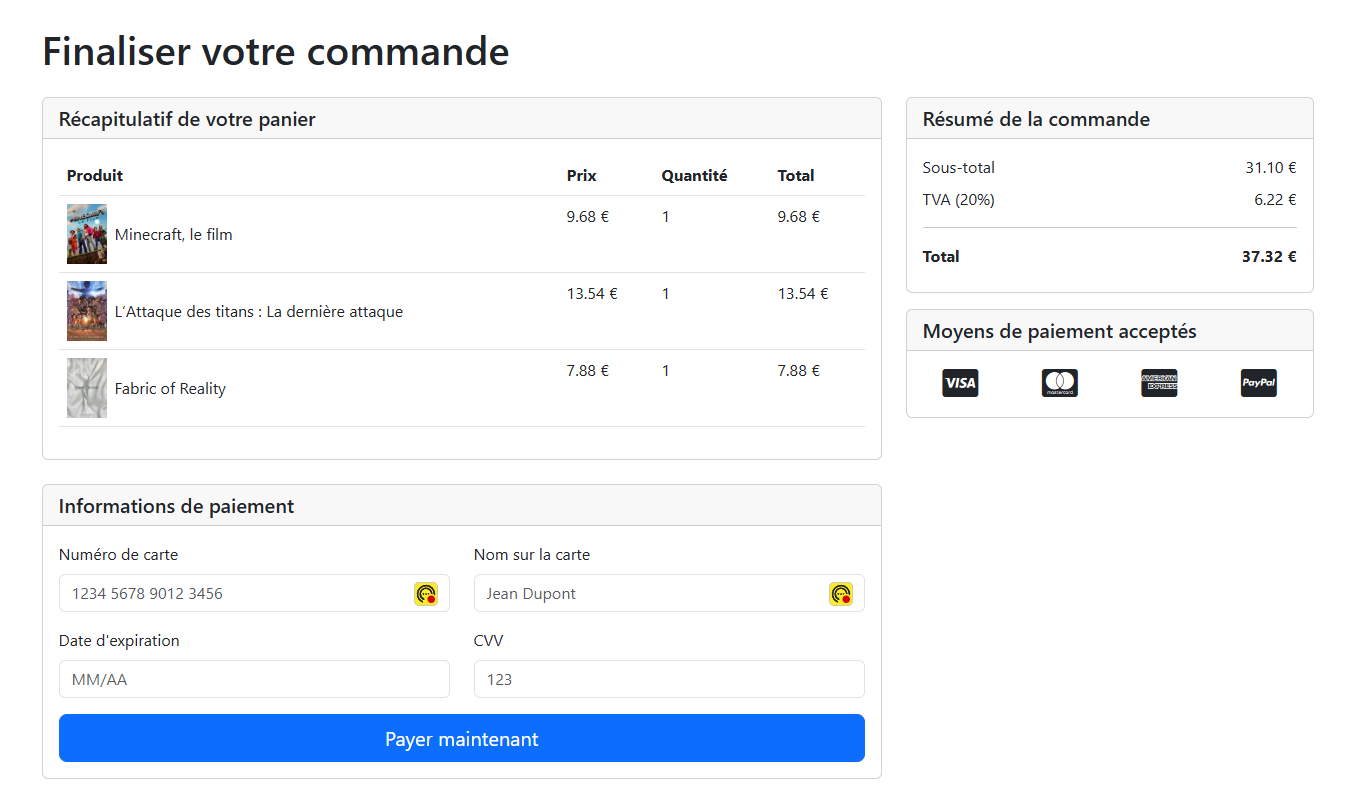 Finaliser votre commande
Récapitulatif de votre panier
Produit Prix Quantité Total
Minecraft, le film 9.68 € 1 9.68 €
L’Attaque des titans : La dernière attaque 13.54 € 1 13.54 €
Fabric of Reality 7.88 € 1 7.88 €
Informations de paiement
Numéro de carte Nom sur la carte
1234 5678 9012 3456 Jean Dupont
Date d'expiration CVV
MM/AA 123
Payer maintenant
Résumé de la commande
Sous-total 31.10 €
TVA (20%) 6.22 €
Total 37.32 €
Moyens de paiement acceptés
VISA mastercard AMERICAN EXPRESS PayPal